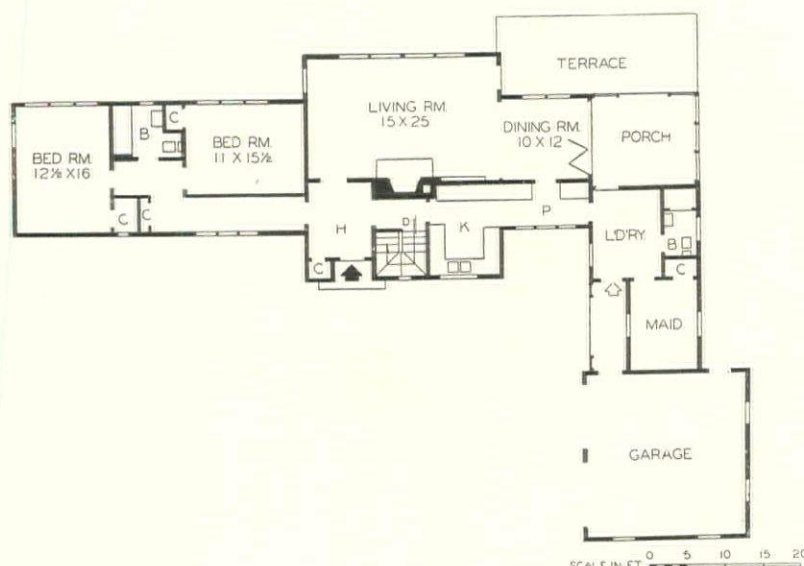 TERRACE
LIVING RM.
15 X 25
DINING RM.
10 X 12
PORCH
B
C
BED RM.
12½ X 16
BED RM.
11 X 15½
C
C
H
D
K
P
L'DRY.
B
C
C
MAID
GARAGE
SCALE IN FT.
0 5 10 15 20